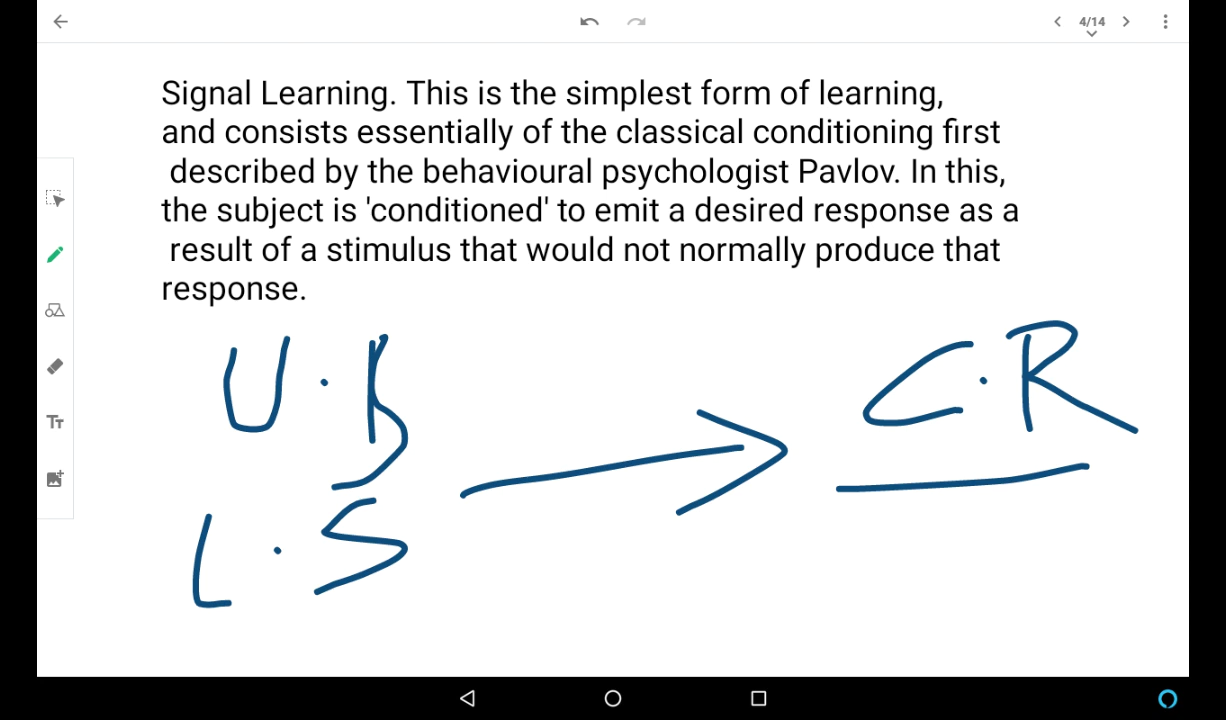 4/14
Signal Learning. This is the simplest form of learning,
and consists essentially of the classical conditioning first
described by the behavioural psychologist Pavlov. In this,
the subject is 'conditioned' to emit a desired response as a
result of a stimulus that would not normally produce that
response.
C.R
Tт